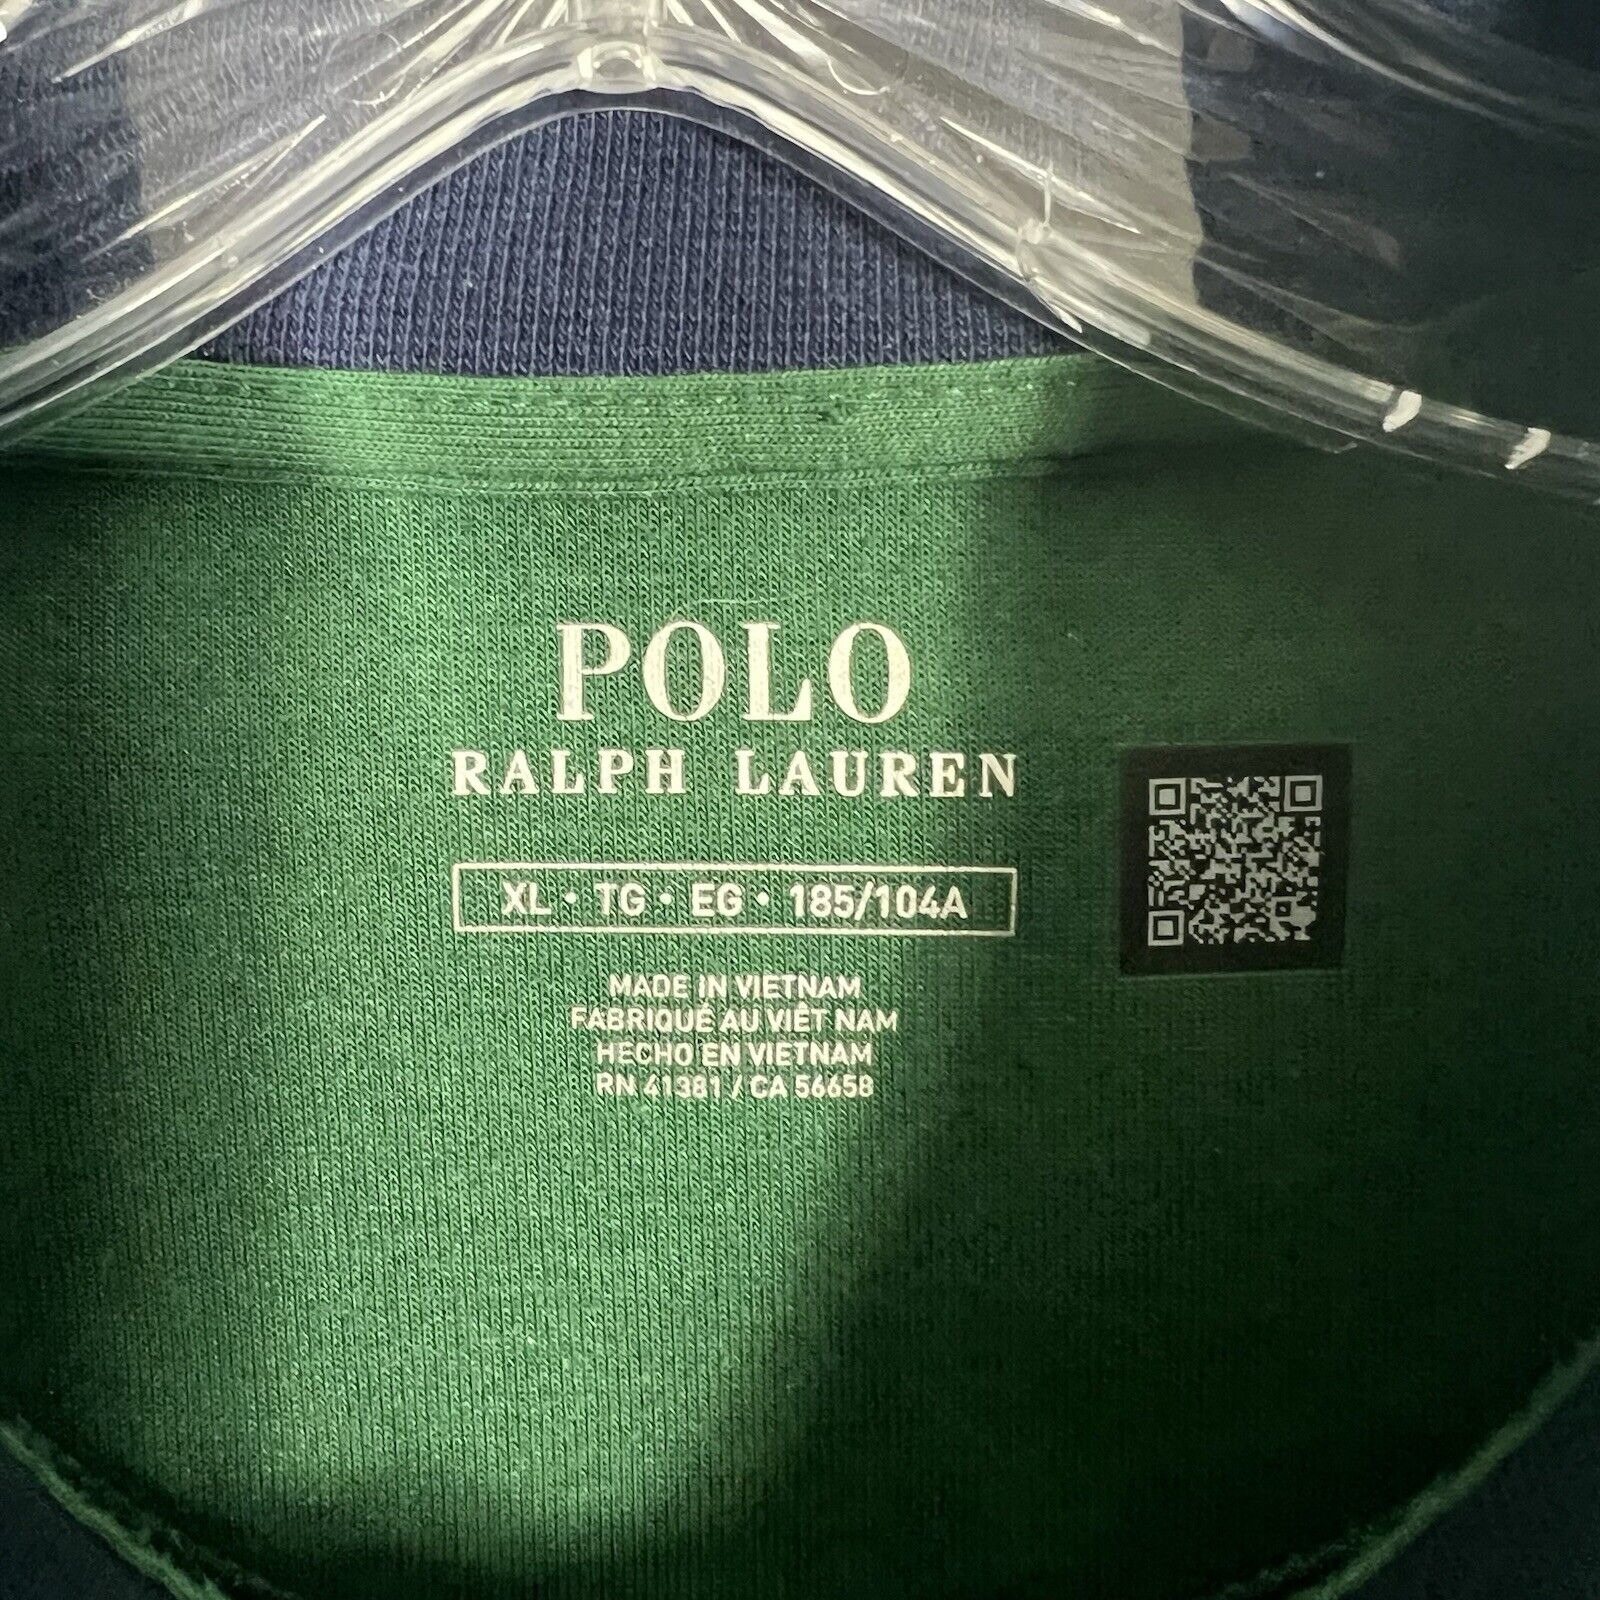 POLO
RALPH LAUREN
XL • TG • EG • 185/104A
MADE IN VIETNAM
FABRIQUÉ AU VIÊT NAM
HECHO EN VIETNAM
RN 41381 / CA 56658